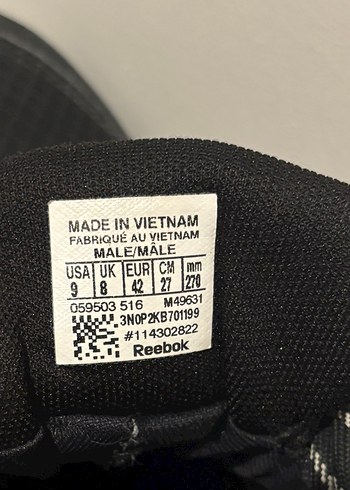 MADE IN VIETNAM
FABRIQUÉ AU VIETNAM
MALE/MÂLE
USA UK EUR CM mm
9 8 42 27 270
059503 516 M49631
3N0P2KB701199
#114302822
Reebok